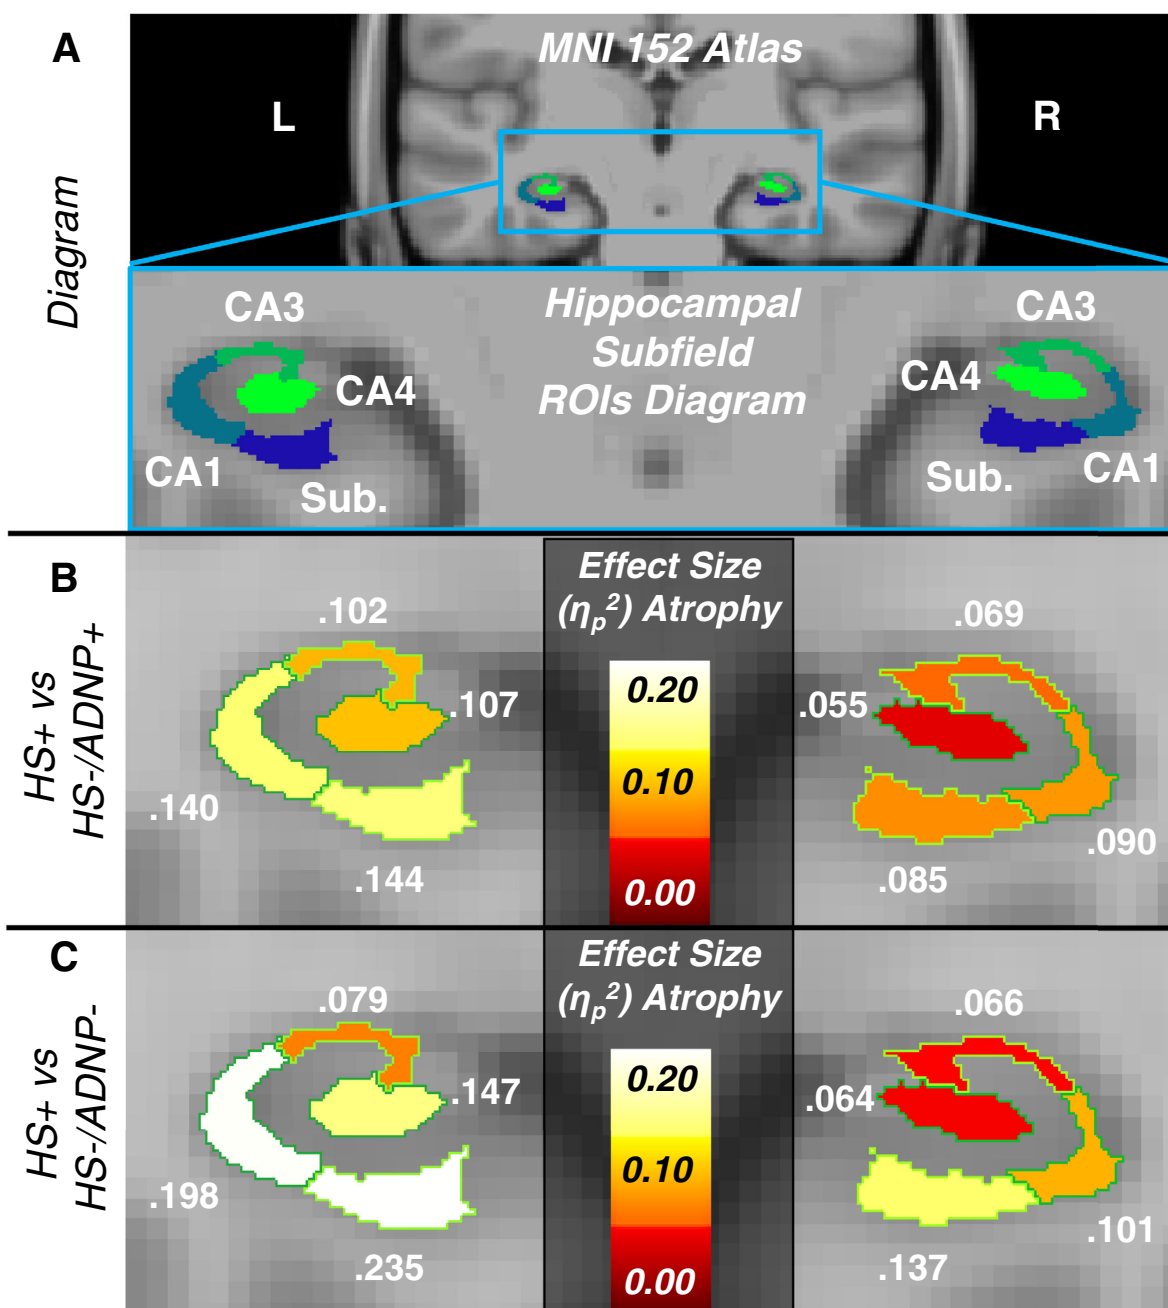 A
MNI 152 Atlas
L
R
Diagram
CA3
CA4
CA1
Sub.
Hippocampal
Subfield
ROIs Diagram
CA3
CA4
Sub.
CA1
B
HS+ vs
HS-/ADNP+
.102
.107
.140
.144
Effect Size
(ηp²) Atrophy
0.20
0.10
0.00
.069
.055
.090
.085
C
HS+ vs
HS-/ADNP-
.079
.147
.198
.235
Effect Size
(ηp²) Atrophy
0.20
0.10
0.00
.066
.064
.101
.137